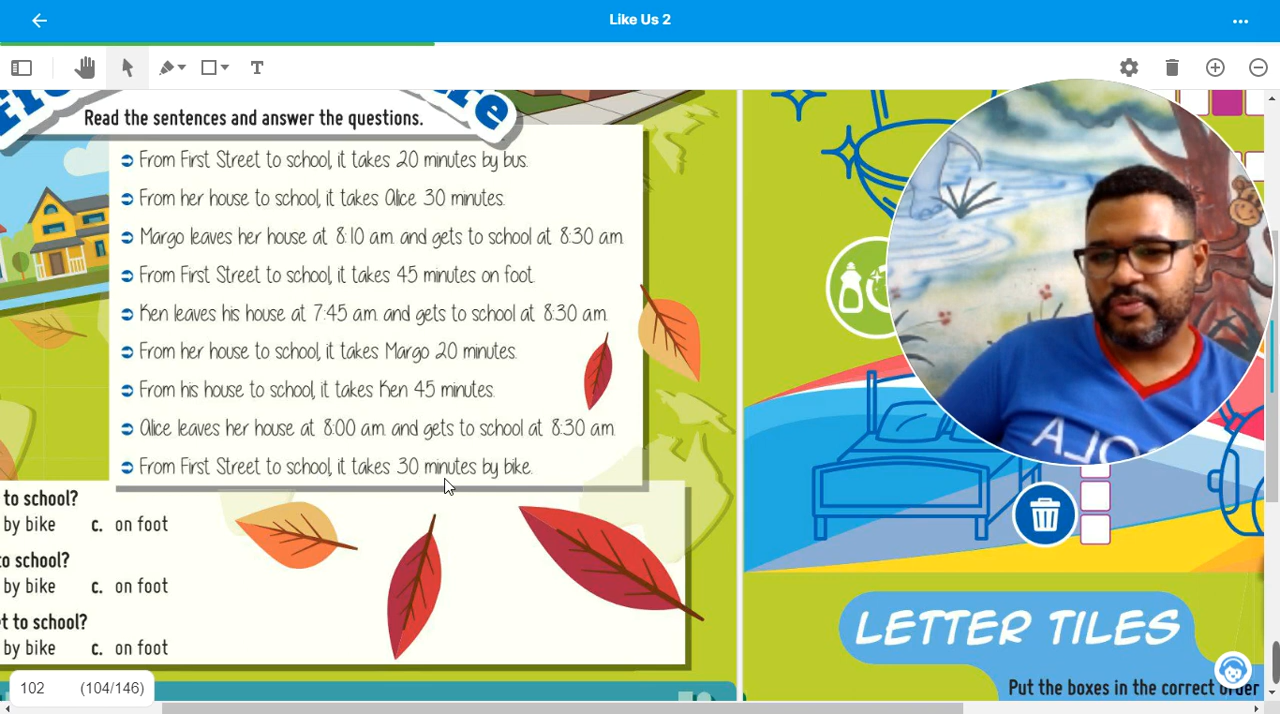 Like Us 2
T
Read the sentences and answer the questions.
From First Street to school, it takes 20 minutes by bus.
From her house to school, it takes Alice 30 minutes.
Margo leaves her house at 8:10 a.m. and gets to school at 8:30 a.m.
From First Street to school, it takes 45 minutes on foot.
Ken leaves his house at 7:45 a.m. and gets to school at 8:30 a.m.
From her house to school, it takes Margo 20 minutes.
From his house to school, it takes Ken 45 minutes.
Alice leaves her house at 8:00 a.m. and gets to school at 8:30 a.m.
From First Street to school, it takes 30 minutes by bike.
to school?
by bike c. on foot
to school?
by bike c. on foot
et to school?
by bike c. on foot
LETTER TILES
Put the boxes in the correct order
102 (104/146)